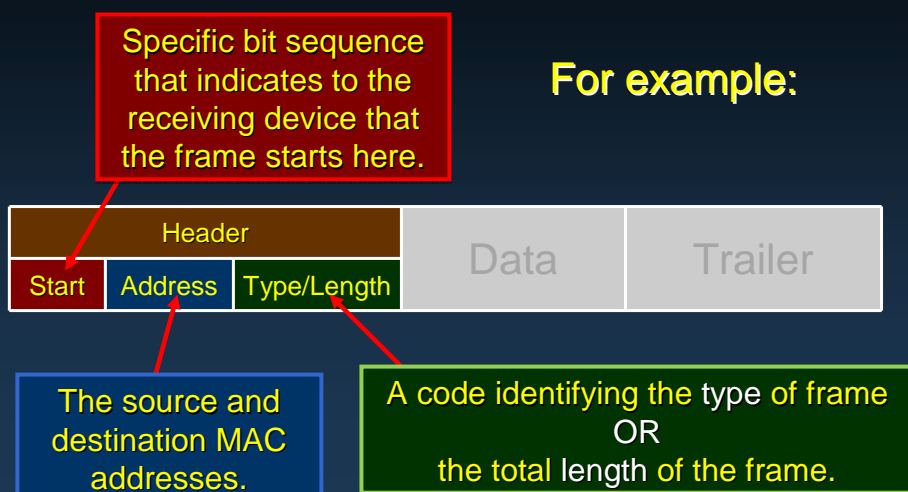 Specific bit sequence
that indicates to the
receiving device that
the frame starts here.
For example:
Header
Data
Trailer
Start
Address
Type/Length
The source and
destination MAC
addresses.
A code identifying the type of frame
OR
the total length of the frame.